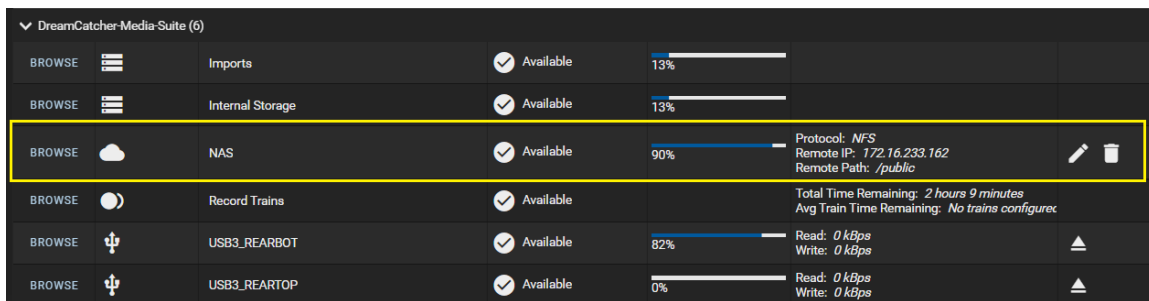 DreamCatcher-Media-Suite (6)
BROWSE Imports Available 13%
BROWSE Internal Storage Available 13%
BROWSE NAS Available 90% Protocol: NFS
Remote IP: 172.16.233.162
Remote Path: /public
BROWSE Record Trains Available Total Time Remaining: 2 hours 9 minutes
Avg Train Time Remaining: No trains configured
BROWSE USB3_REARBOT Available 82% Read: 0 kBps
Write: 0 kBps
BROWSE USB3_REARTOP Available 0% Read: 0 kBps
Write: 0 kBps